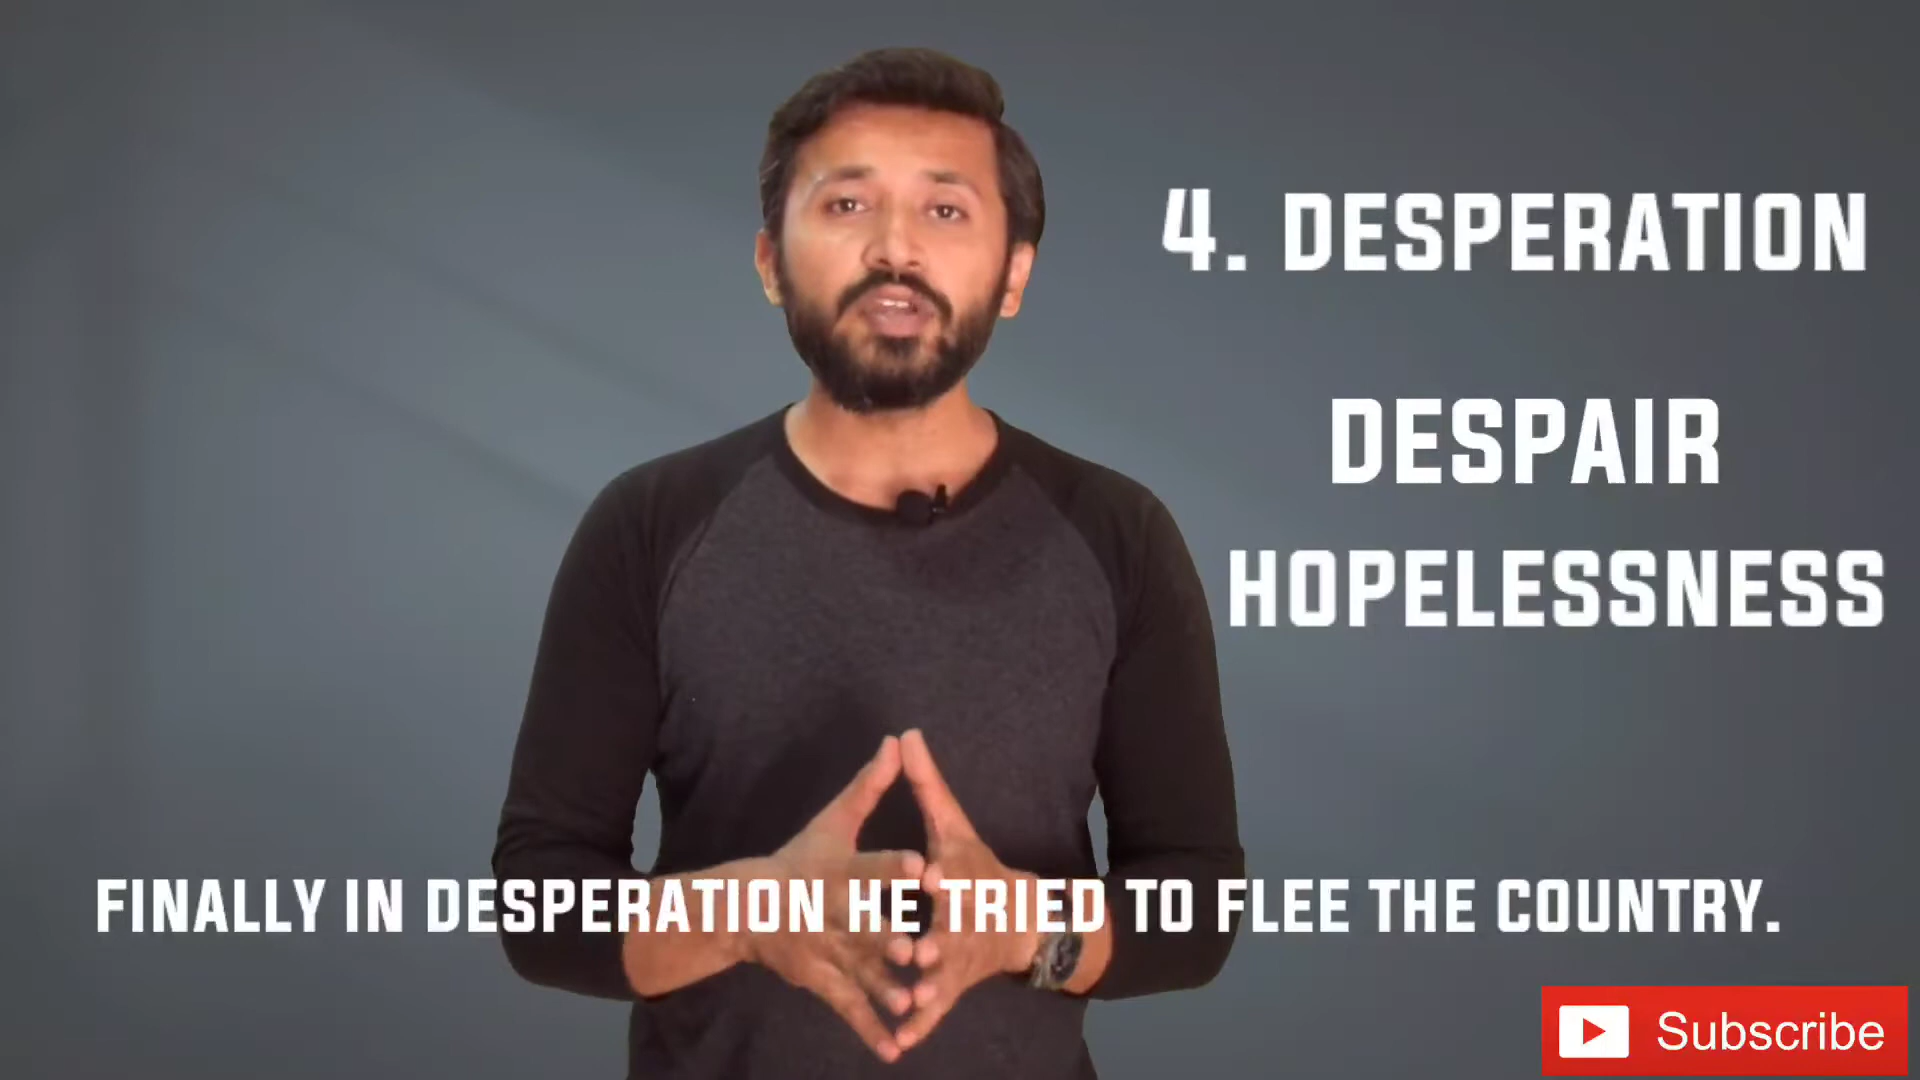 4. DESPERATION
DESPAIR
HOPELESSNESS
FINALLY IN DESPERATION HE TRIED TO FLEE THE COUNTRY.
Subscribe